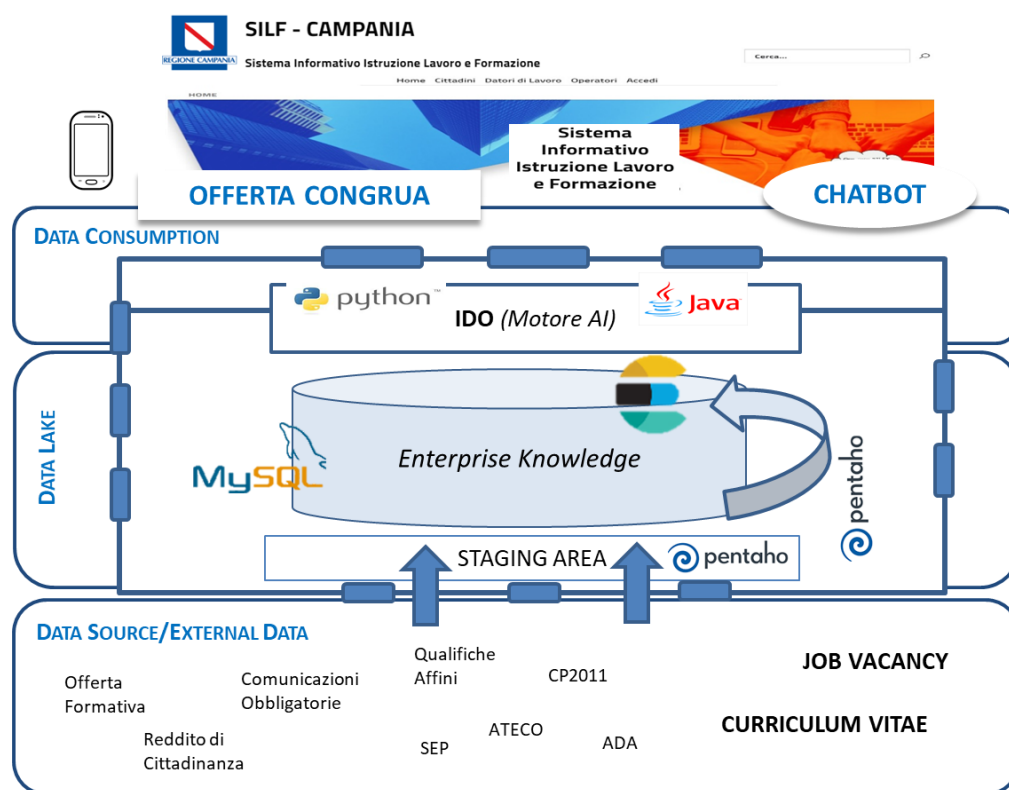 SILF - CAMPANIA
REGIONE CAMPANIA
Sistema Informativo Istruzione Lavoro e Formazione
Cerca...
Home Cittadini Datori di Lavoro Operatori Accedi
HOME
Sistema
Informativo
Istruzione Lavoro
e Formazione
OFFERTA CONGRUA
CHATBOT
DATA CONSUMPTION
python™
Java
IDO (Motore AI)
DATA LAKE
MySQL
Enterprise Knowledge
pentaho
STAGING AREA
pentaho
DATA SOURCE/EXTERNAL DATA
Offerta
Formativa
Comunicazioni
Obbligatorie
Qualifiche
Affini
CP2011
JOB VACANCY
Reddito di
Cittadinanza
SEP
ATECO
ADA
CURRICULUM VITAE